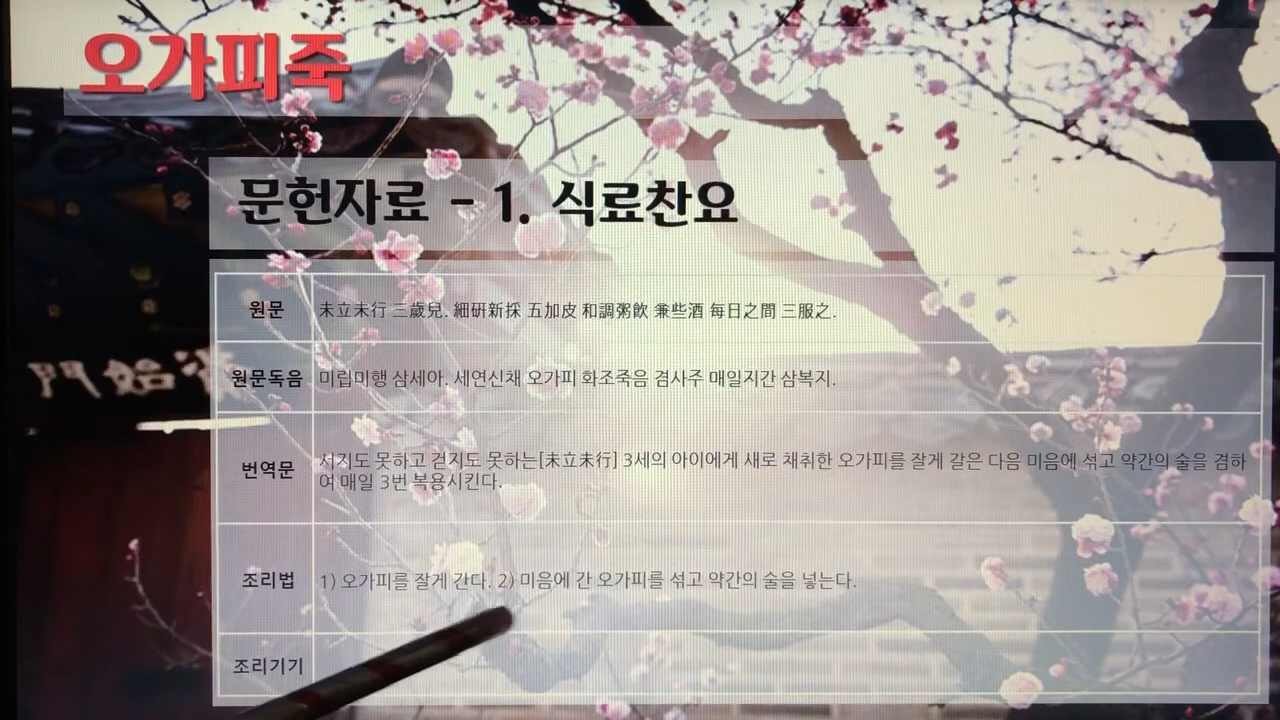 오가피죽
문헌자료 - 1. 식료찬요
원문
未立未行 三歲兒. 細研新採 五加皮 和調粥飮 兼些酒 每日之間 三服之.
원문독음
미립미행 삼세아. 세연신채 오가피 화조죽음 겸사주 매일지간 삼복지.
번역문
서지도 못하고 걷지도 못하는[未立未行] 3세의 아이에게 새로 채취한 오가피를 잘게 갈은 다음 미음에 섞고 약간의 술을 겸하
여 매일 3번 복용시킨다.
조리법
1) 오가피를 잘게 간다. 2) 미음에 간 오가피를 섞고 약간의 술을 넣는다.
조리기기
門始